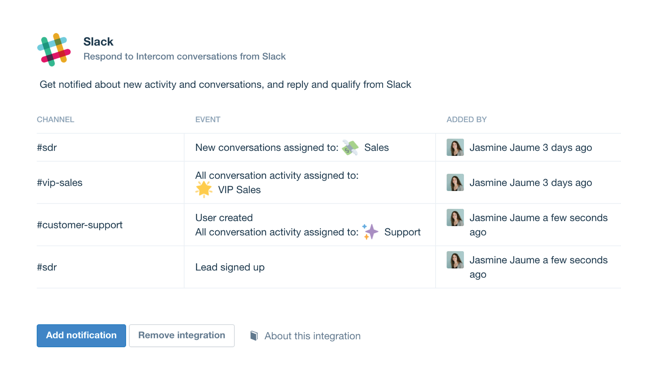 Slack
Respond to Intercom conversations from Slack
Get notified about new activity and conversations, and reply and qualify from Slack
CHANNEL EVENT ADDED BY
#sdr New conversations assigned to: Sales Jasmine Jaume 3 days ago
#vip-sales All conversation activity assigned to: Jasmine Jaume 3 days ago
VIP Sales
#customer-support User created Jasmine Jaume a few seconds
All conversation activity assigned to: Support ago
#sdr Lead signed up Jasmine Jaume a few seconds
ago
Add notification Remove integration About this integration